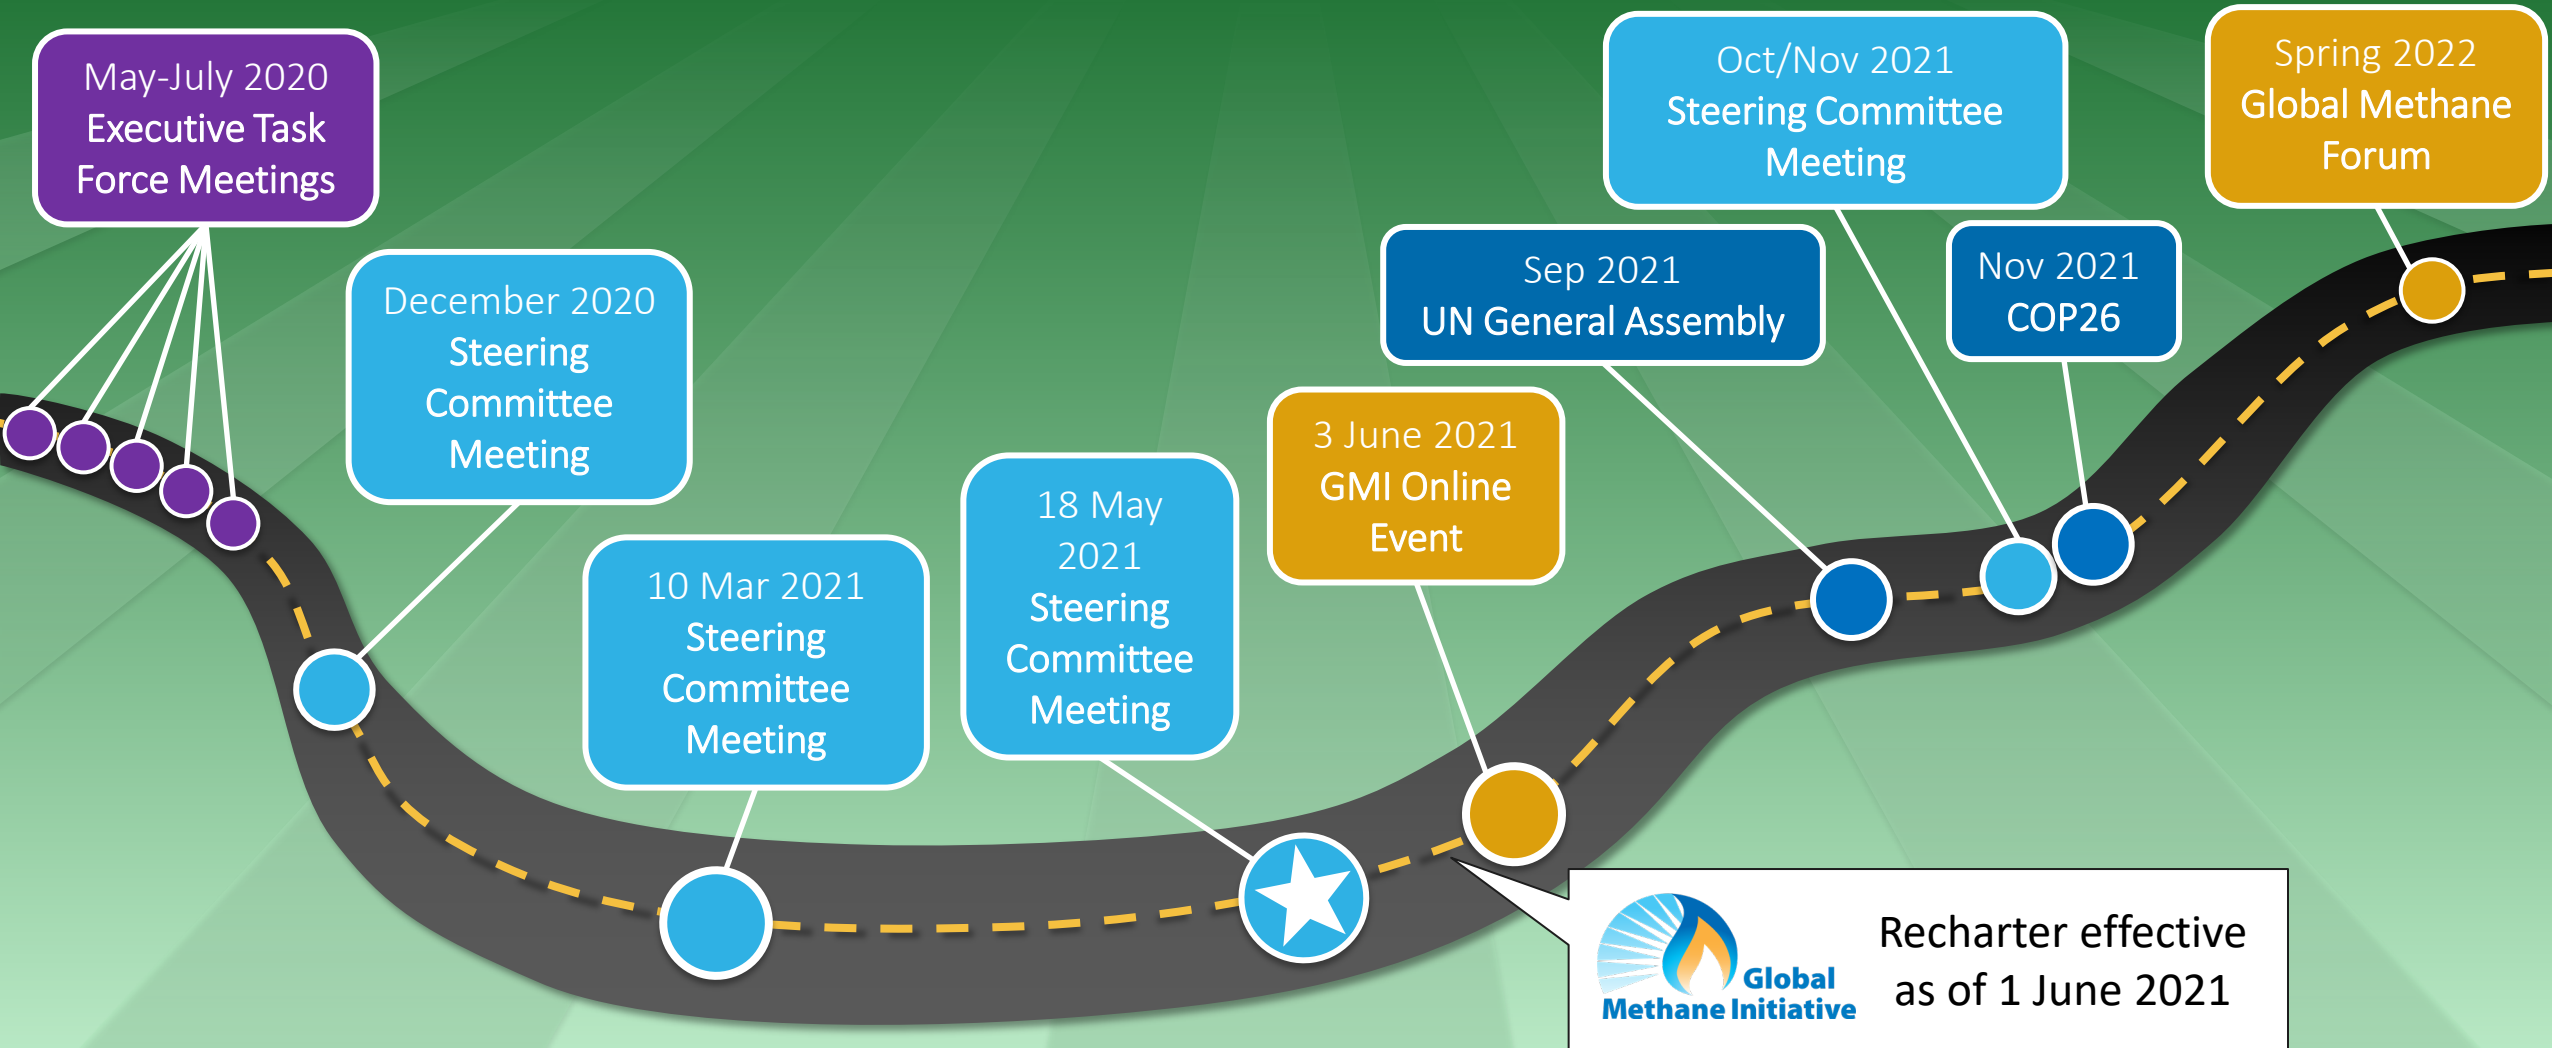 May-July 2020
Executive Task
Force Meetings
December 2020
Steering
Committee
Meeting
10 Mar 2021
Steering
Committee
Meeting
18 May
2021
Steering
Committee
Meeting
3 June 2021
GMI Online
Event
Sep 2021
UN General Assembly
Oct/Nov 2021
Steering Committee
Meeting
Nov 2021
COP26
Spring 2022
Global Methane
Forum
Global
Methane Initiative
Recharter effective
as of 1 June 2021